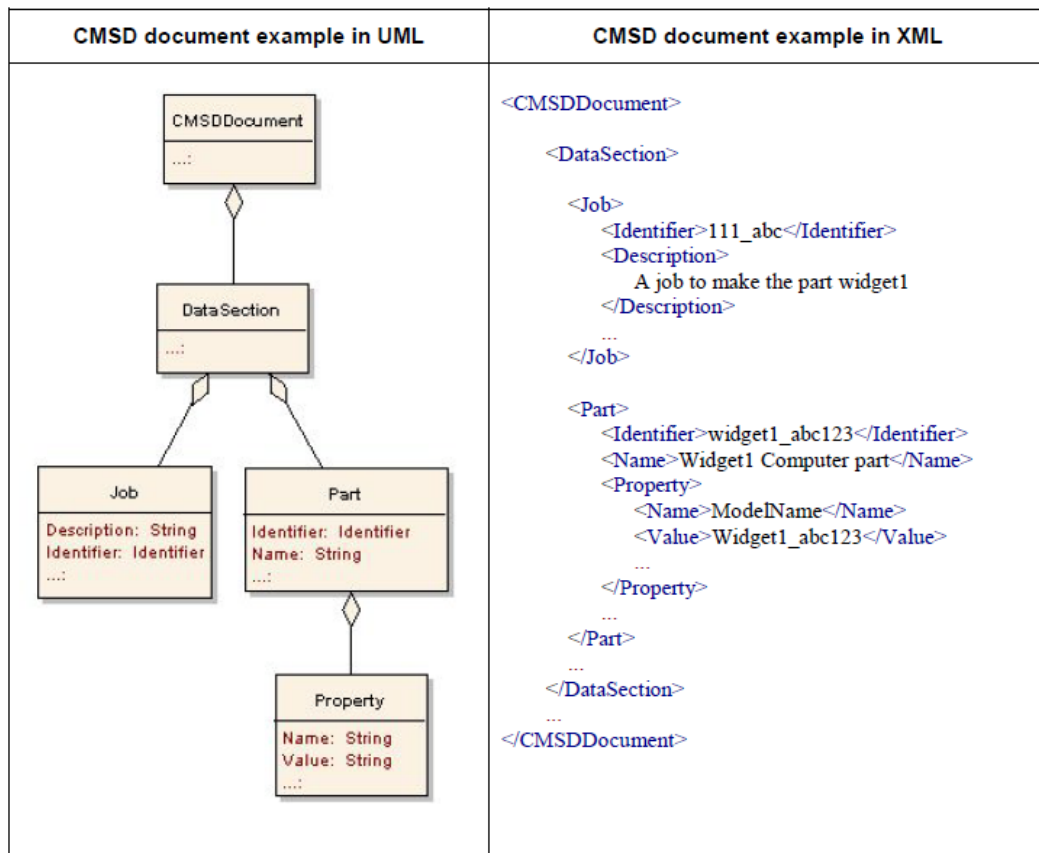 CMSD document example in UML
CMSD document example in XML
CMSDDocument
...:
DataSection
...:
Job
Description: String
Identifier: Identifier
...:
Part
Identifier: Identifier
Name: String
...:
Property
Name: String
Value: String
...:
<CMSDDocument>
<DataSection>
<Job>
<Identifier>111_abc</Identifier>
<Description>
A job to make the part widget1
</Description>
...
</Job>
<Part>
<Identifier>widget1_abc123</Identifier>
<Name>Widget1 Computer part</Name>
<Property>
<Name>ModelName</Name>
<Value>Widget1_abc123</Value>
...
</Property>
...
</Part>
...
</DataSection>
...
</CMSDDocument>